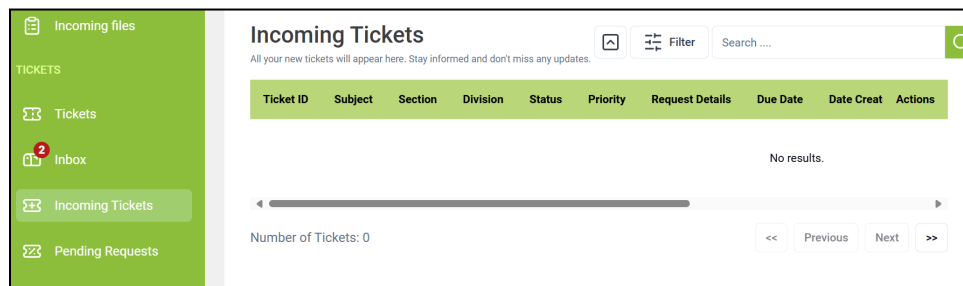 Incoming files
TICKETS
Tickets
2
Inbox
Incoming Tickets
Pending Requests
Incoming Tickets
All your new tickets will appear here. Stay informed and don't miss any updates.
Filter
Search ....
Ticket ID Subject Section Division Status Priority Request Details Due Date Date Creat Actions
No results.
Number of Tickets: 0
<< Previous Next >>